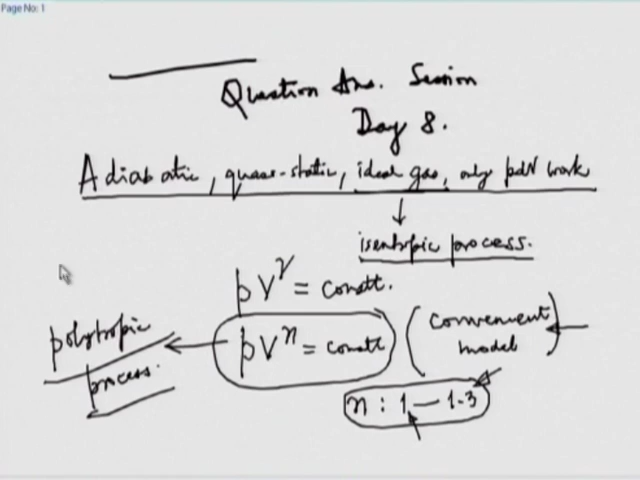 Page No: 1
Question Ans. Session
Day 8.
Adiabatic, quasi-static, ideal gas, only pdV work
isentropic process.
pV^γ = constt.
pV^n = constt (convenient model)
polytropic process.
n : 1 — 1.3